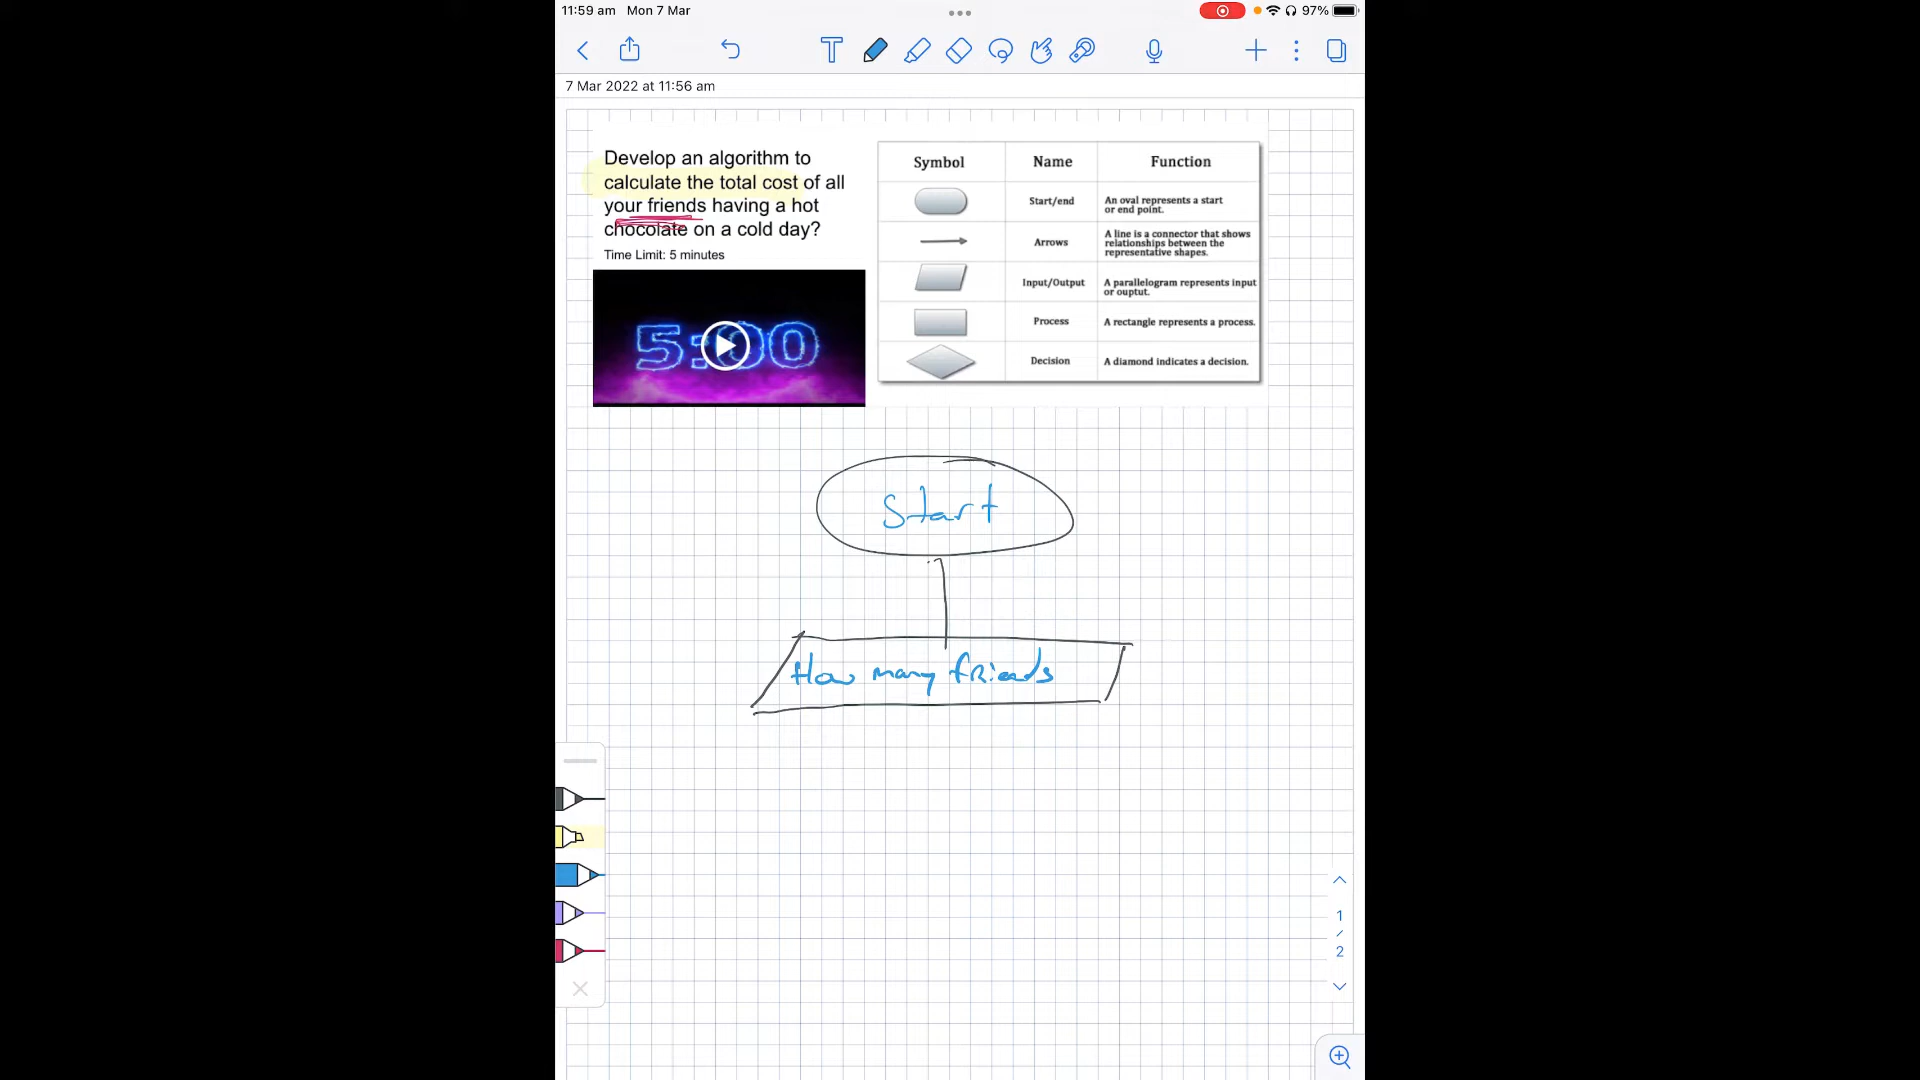 11:59 am Mon 7 Mar
97%
7 Mar 2022 at 11:56 am
Develop an algorithm to
calculate the total cost of all
your friends having a hot
chocolate on a cold day?
Time Limit: 5 minutes
5:00
Symbol Name Function
Start/end An oval represents a start
or end point.
Arrows A line is a connector that shows
relationships between the
representative shapes.
Input/Output A parallelogram represents input
or ouptut.
Process A rectangle represents a process.
Decision A diamond indicates a decision.
Start
How many friends
1
/
2